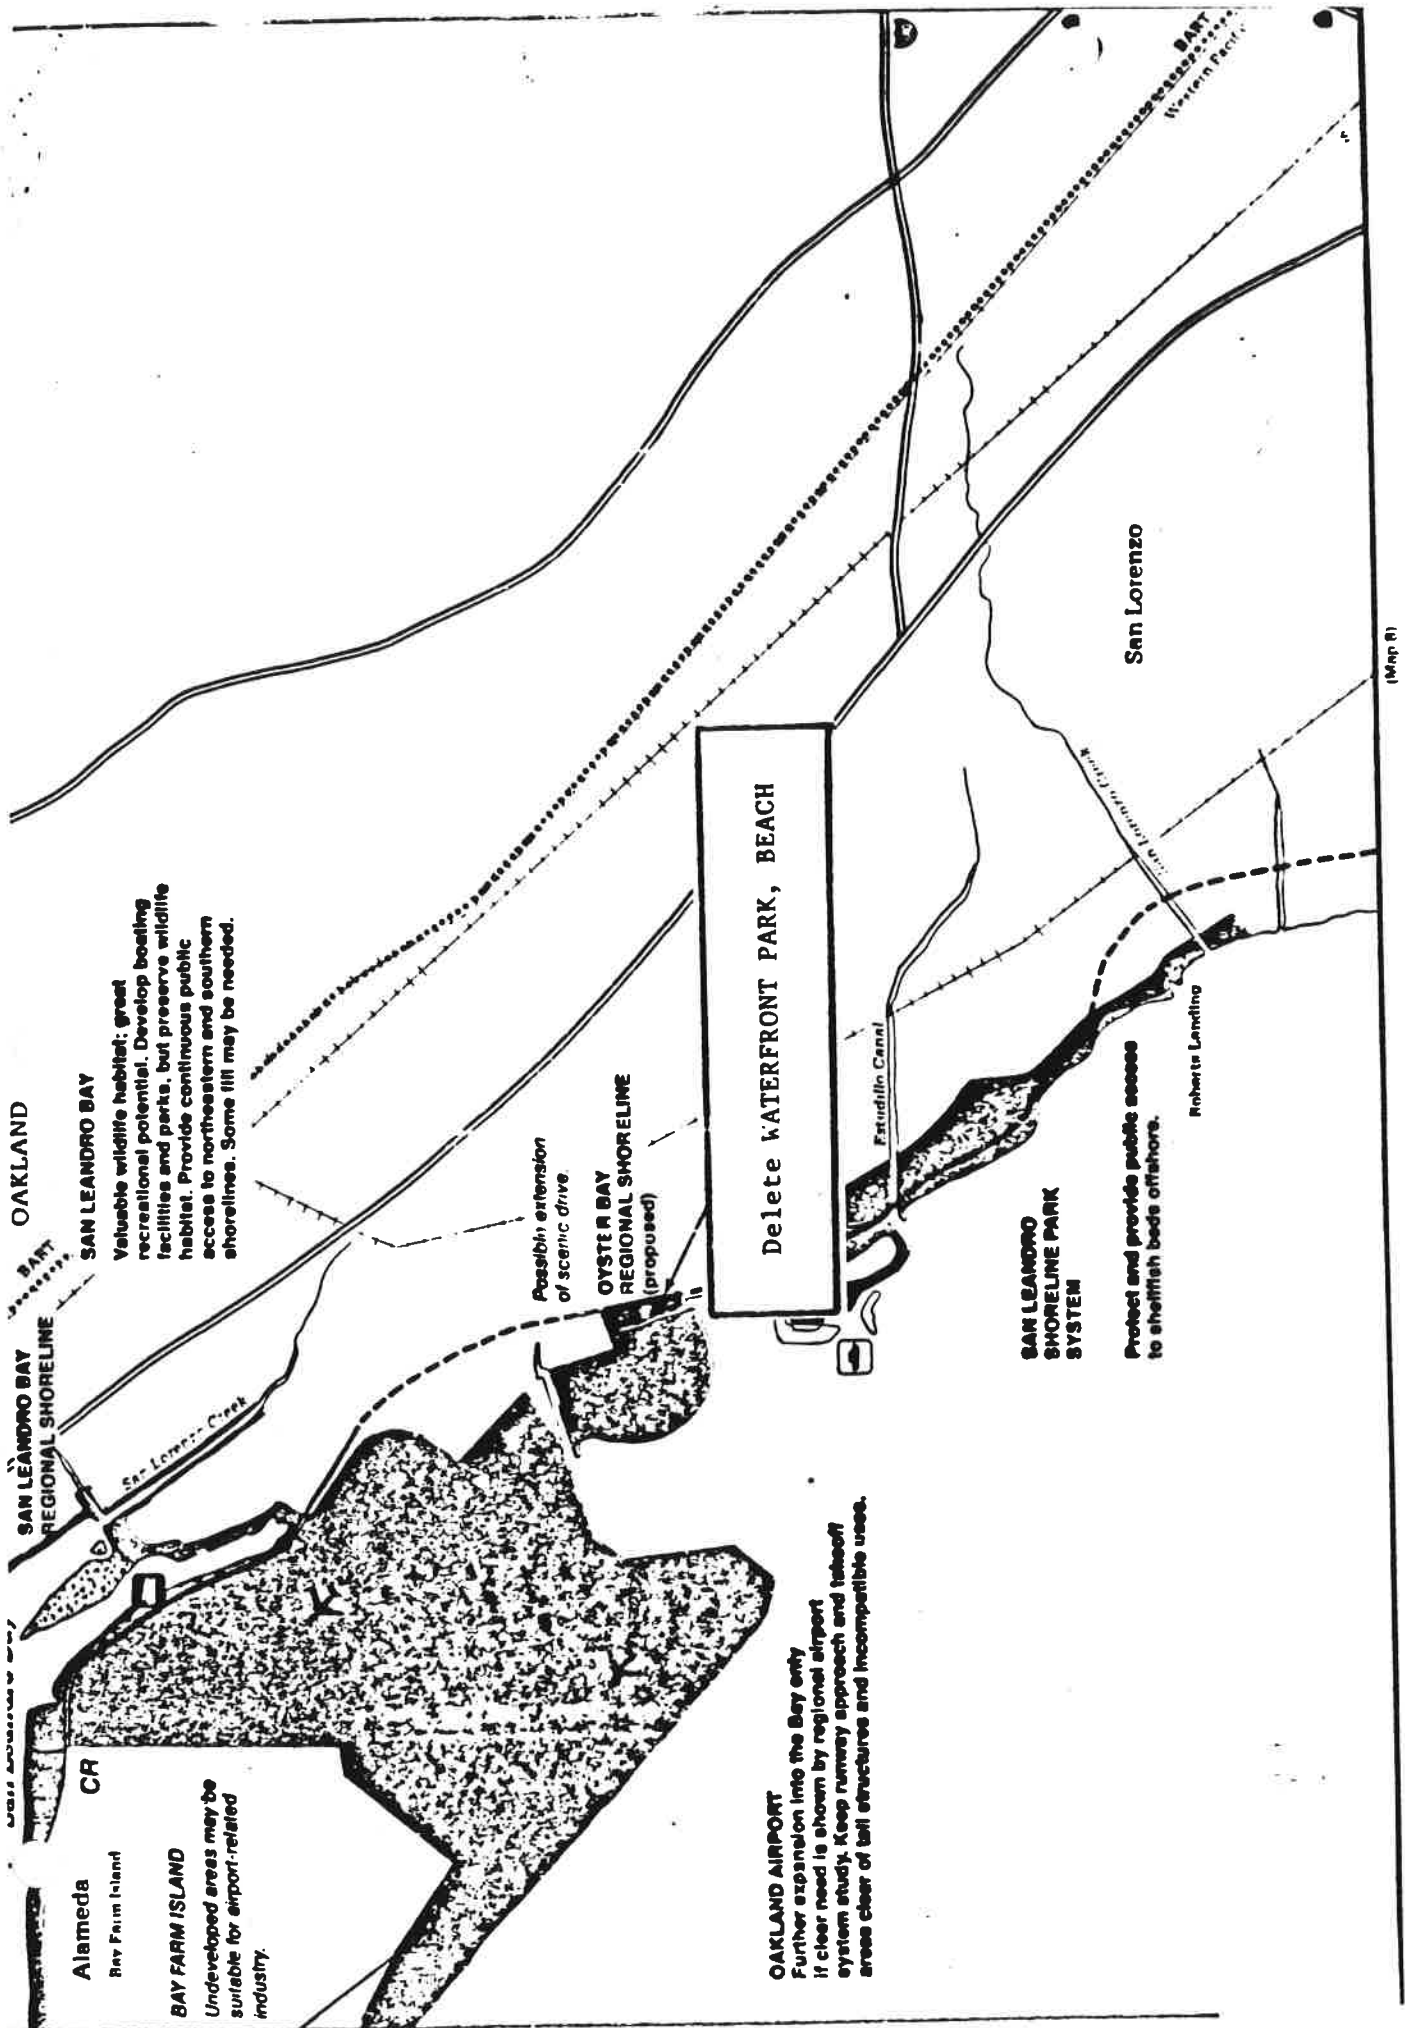 OAKLAND
BART
SAN LEANDRO BAY
REGIONAL SHORELINE
SAN LEANDRO BAY
Valuable wildlife habitat; great
recreational potential. Develop boating
facilities and parks, but preserve wildlife
habitat. Provide continuous public
access to northeastern and southern
shorelines. Some fill may be needed.
San Lorenzo Creek
Alameda
CR
Bay Farm Island
BAY FARM ISLAND
Undeveloped areas may be
suitable for airport-related
industry.
Possible extension
of scenic drive
OYSTER BAY
REGIONAL SHORELINE
(proposed)
Delete WATERFRONT PARK, BEACH
OAKLAND AIRPORT
Further expansion into the Bay only
if clear need is shown by regional airport
system study. Keep runway approach and takeoff
areas clear of tall structures and incompatible uses.
Estudillo Canal
SAN LEANDRO
SHORELINE PARK
SYSTEM
Protect and provide public access
to shellfish beds offshore.
Roberts Landing
San Lorenzo Creek
San Lorenzo
BART
Western Pacific
(Map 8)